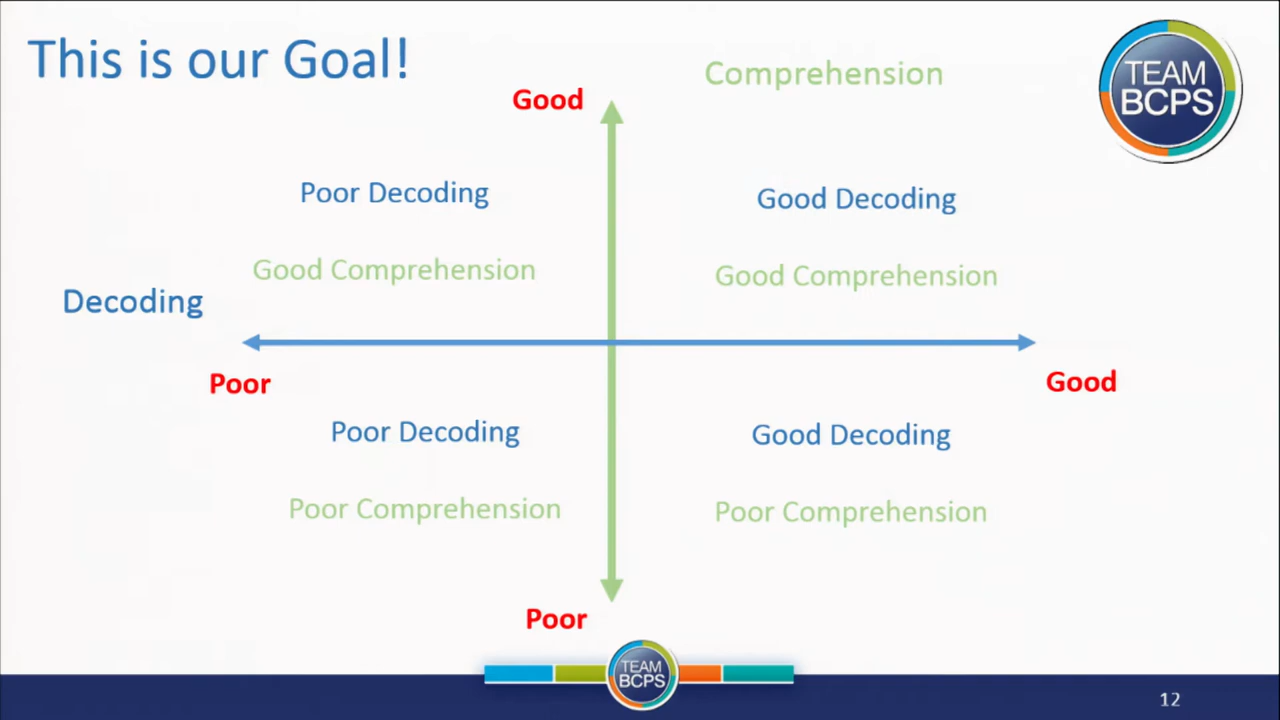 This is our Goal!
Comprehension
TEAM
BCPS
Good
Poor Decoding
Good Decoding
Good Comprehension
Good Comprehension
Decoding
Poor
Good
Poor Decoding
Good Decoding
Poor Comprehension
Poor Comprehension
Poor
TEAM
BCPS
12